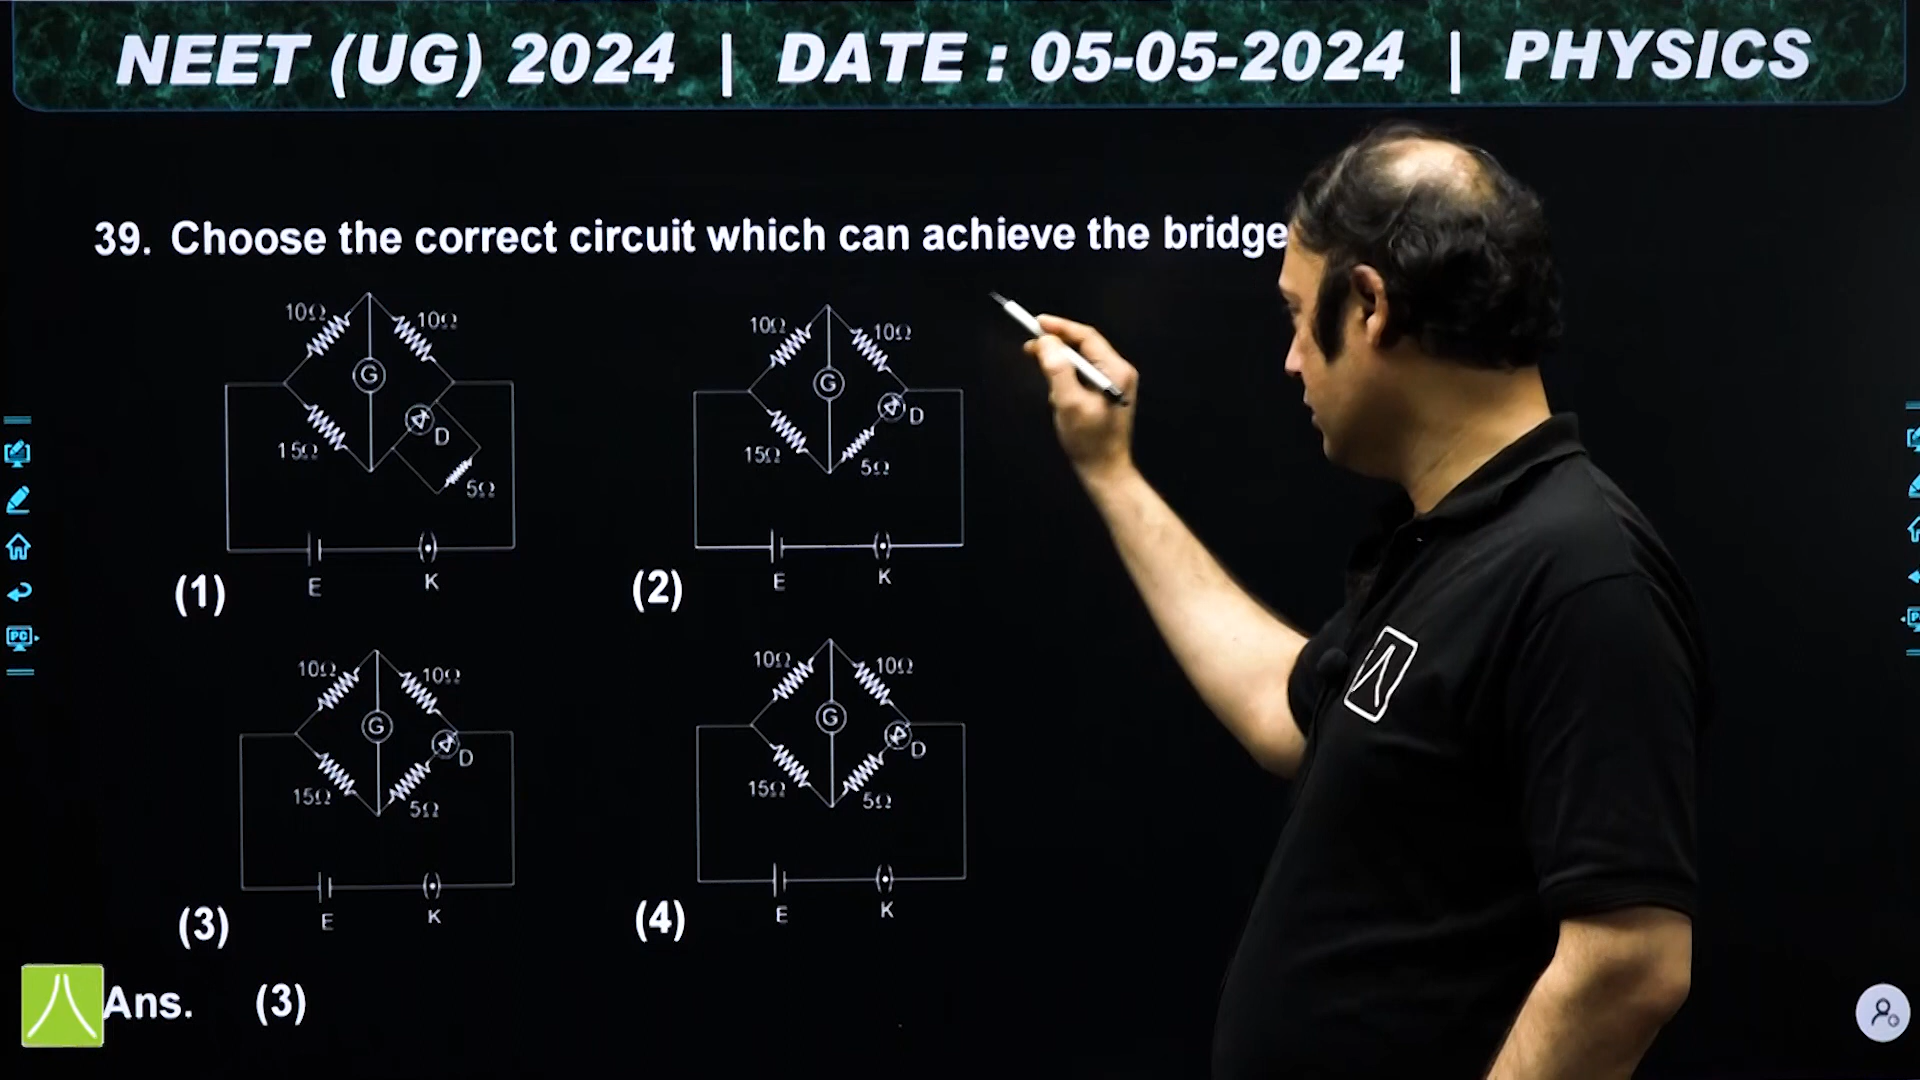 NEET (UG) 2024 | DATE : 05-05-2024 | PHYSICS
39. Choose the correct circuit which can achieve the bridge
10Ω 10Ω
G
D
15Ω
5Ω
E K
(1)
10Ω 10Ω
G
D
15Ω 5Ω
E K
(2)
10Ω 10Ω
G
D
15Ω 5Ω
E K
(3)
10Ω 10Ω
G
D
15Ω 5Ω
E K
(4)
Ans. (3)
PC